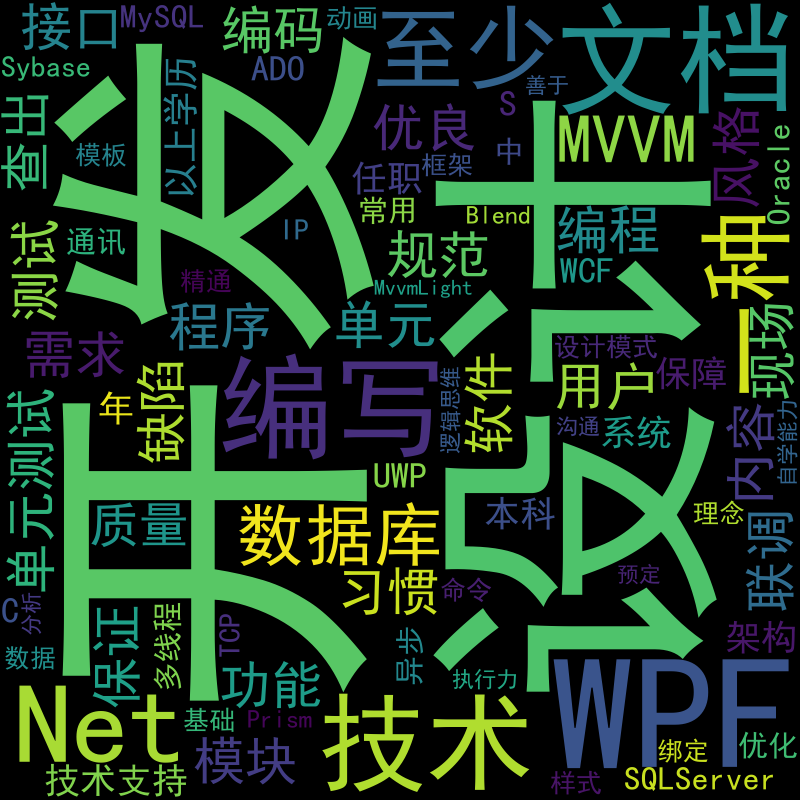 接口
MySQL
编码
动画
至少
文档
Sybase
ADO
以上学历
善于
S
优良
MVVM
风格
Oracle
查出
模板
开发
设计
中
任职
框架
常用
Blend
编程
WCF
一种
测试
通讯
IP
规范
精通
MvvmLight
程序
单元
需求
设计模式
保障
现场
编写
年
缺陷
逻辑思维
软件
用户
内容
自学能力
单元测试
沟通
系统
UWP
质量
数据库
本科
理念
联调
习惯
命令
预定
C
分析
保证
多线程
TCP
异步
架构
数据
功能
执行力
WPF
Net
基础
Prism
技术
模块
绑定
优化
技术支持
样式
SQLServer